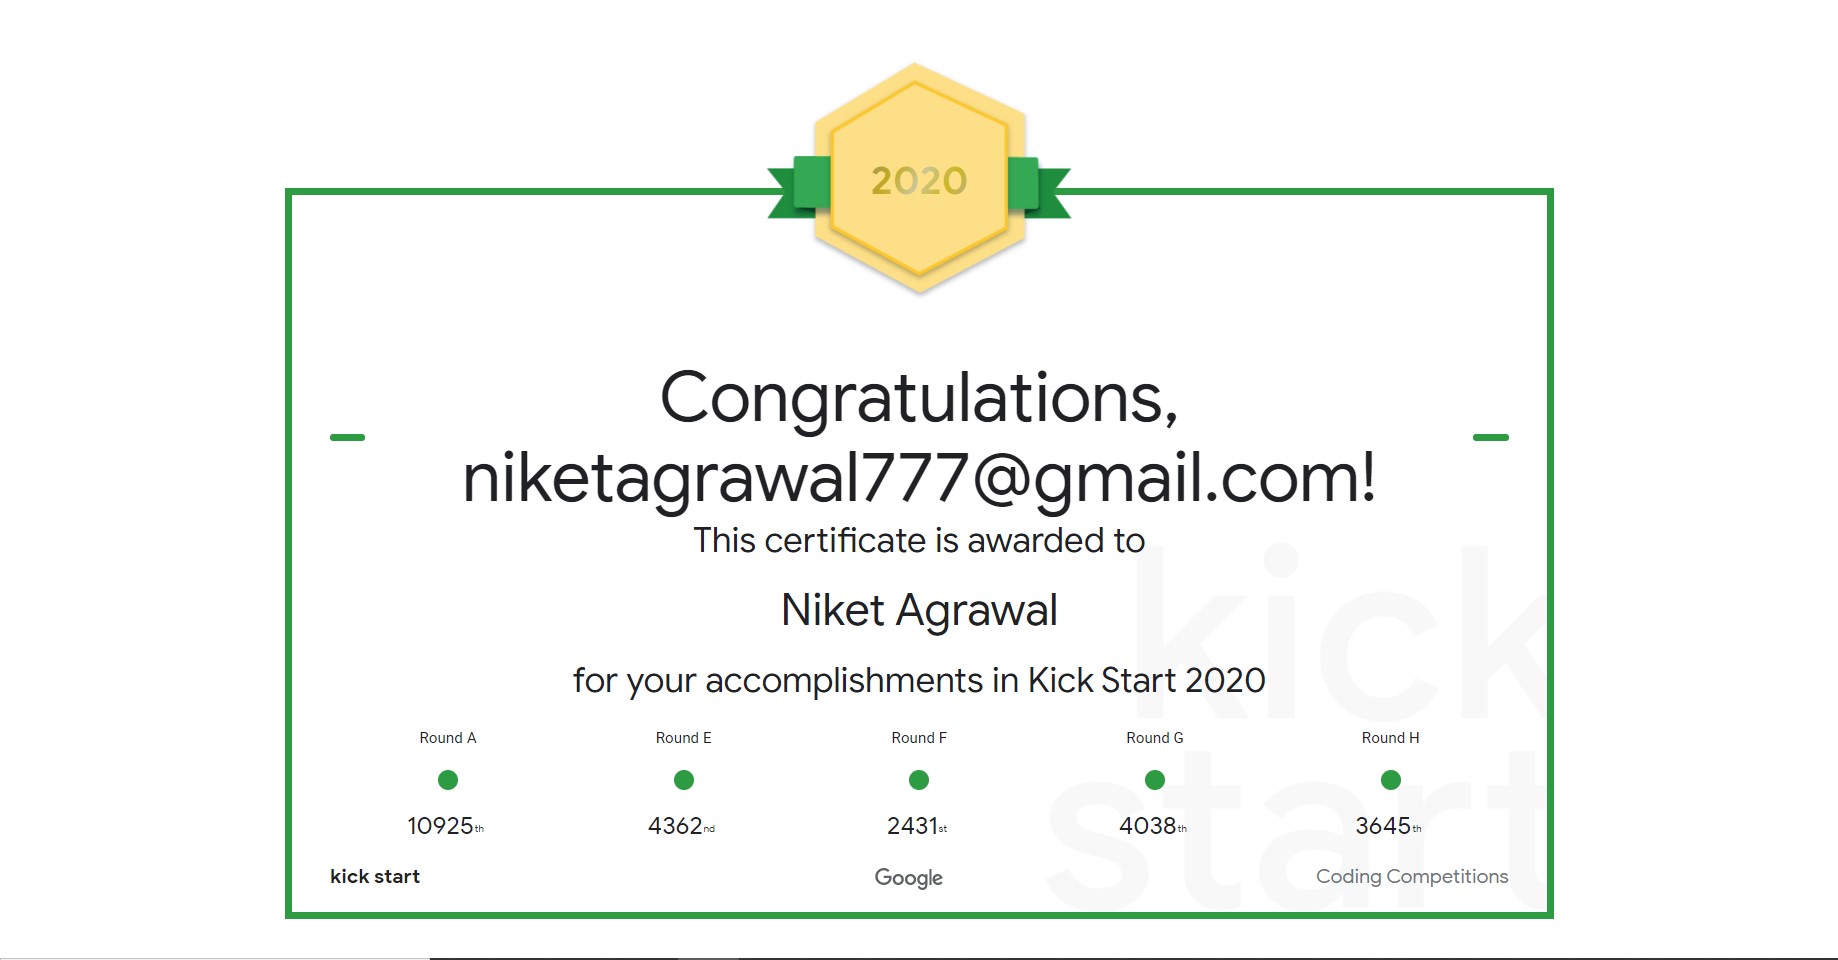 2020
Congratulations,
niketagrawal777@gmail.com!
This certificate is awarded to
Niket Agrawal
for your accomplishments in Kick Start 2020
Round A Round E Round F Round G Round H
10925th 4362nd 2431st 4038th 3645th
kick start Google Coding Competitions
kick
start